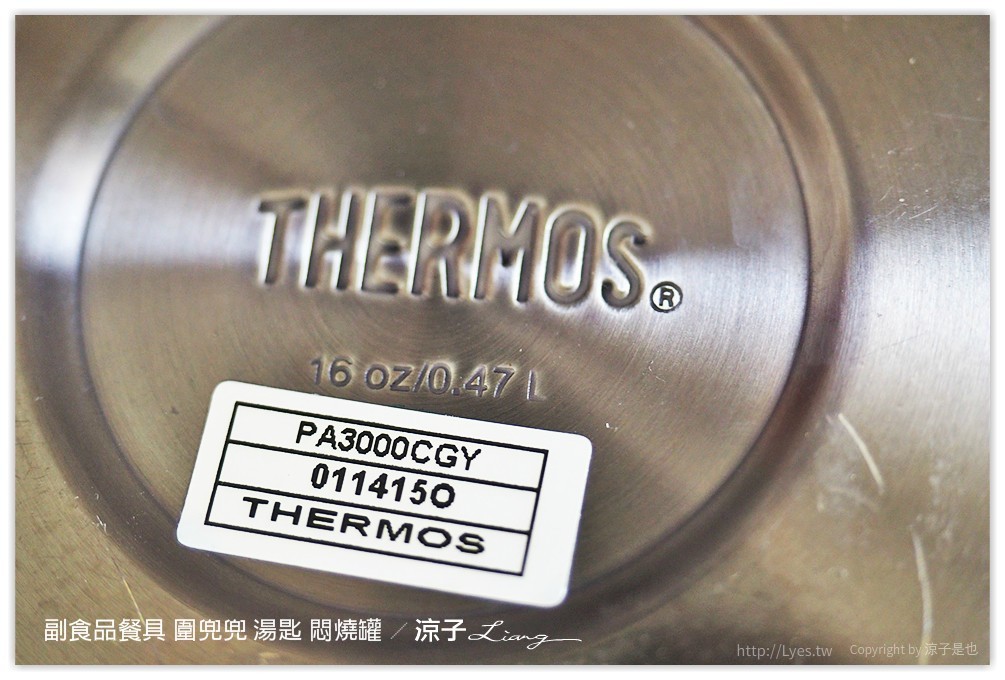 THERMOS®
16 oz/0.47 L
PA3000CGY
011415O
THERMOS
副食品餐具 圍兜兜 湯匙 悶燒罐 / 涼子 Liang
http://Lyes.tw Copyright by 涼子是也